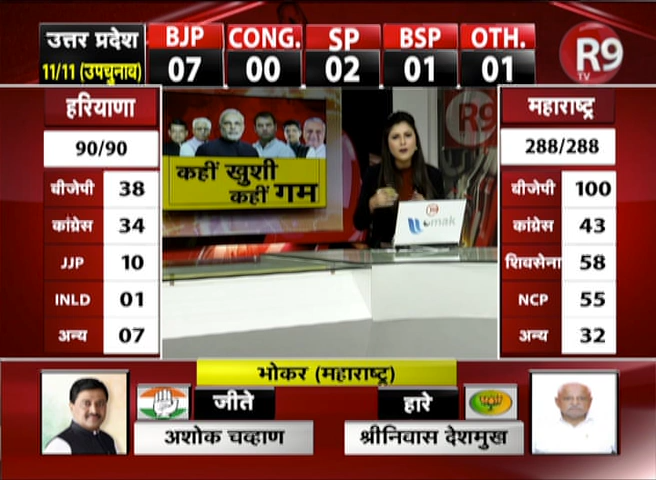 उत्तर प्रदेश
11/11 (उपचुनाव)
BJP CONG. SP BSP OTH.
07 00 02 01 01
R9
TV
हरियाणा
90/90
बीजेपी 38
कांग्रेस 34
JJP 10
INLD 01
अन्य 07
कहीं खुशी
कहीं गम
R9
omak
महाराष्ट्र
288/288
बीजेपी 100
कांग्रेस 43
शिवसेना 58
NCP 55
अन्य 32
भोकर (महाराष्ट्र)
जीते
अशोक चव्हाण
हारे
श्रीनिवास देशमुख